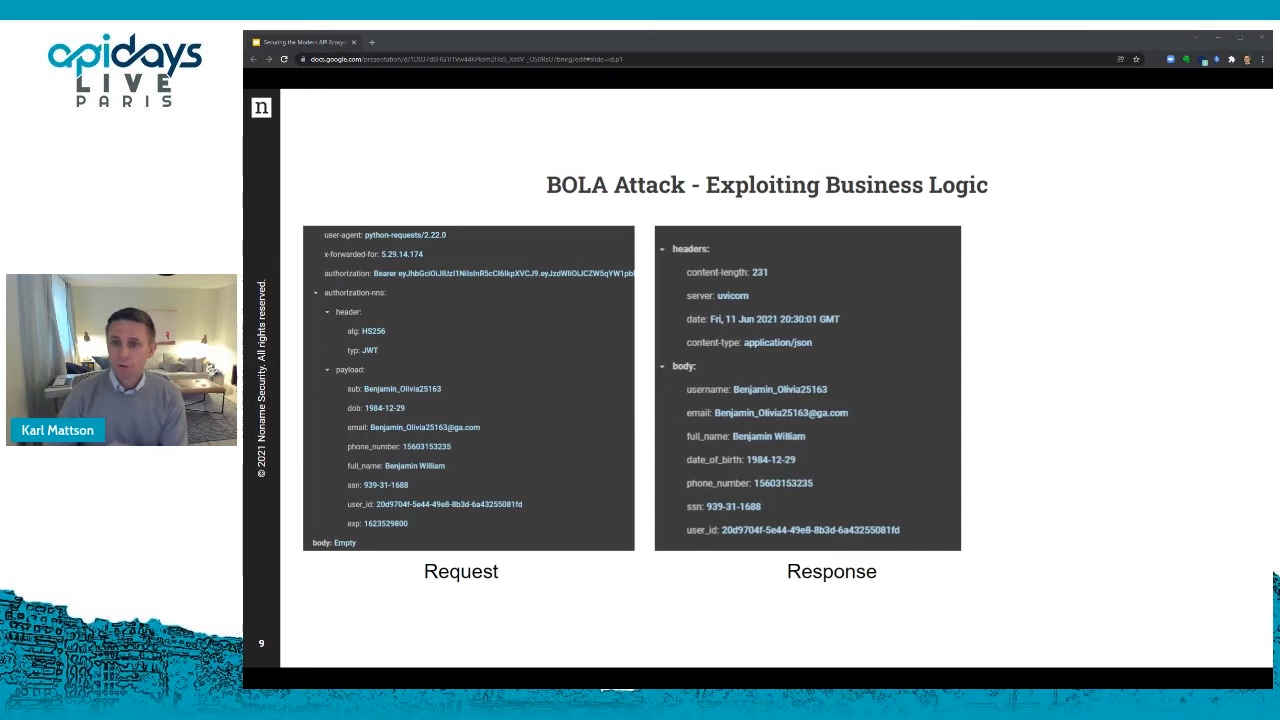 apidays
LIVE
PARIS
Securing the Modern API Ecosys
n
BOLA Attack - Exploiting Business Logic
user-agent: python-requests/2.22.0
x-forwarded-for: 5.29.14.174
authorization:
authorization-nns:
header:
alg: HS256
typ: JWT
payload:
sub: Benjamin_Olivia25163
dob: 1984-12-29
email: Benjamin_Olivia25163@ga.com
phone_number: 15603153235
full_name: Benjamin William
ssn: 939-31-1688
user_id: 20d9704f-5e44-49e8-8b3d-6a43255081fd
exp: 1623529800
body: Empty
Request
headers:
content-length: 231
server: uvicorn
date: Fri, 11 Jun 2021 20:30:01 GMT
content-type: application/json
body:
username: Benjamin_Olivia25163
email: Benjamin_Olivia25163@ga.com
full_name: Benjamin William
date_of_birth: 1984-12-29
phone_number: 15603153235
ssn: 939-31-1688
user_id: 20d9704f-5e44-49e8-8b3d-6a43255081fd
Response
© 2021 Noname Security. All rights reserved.
9
Karl Mattson